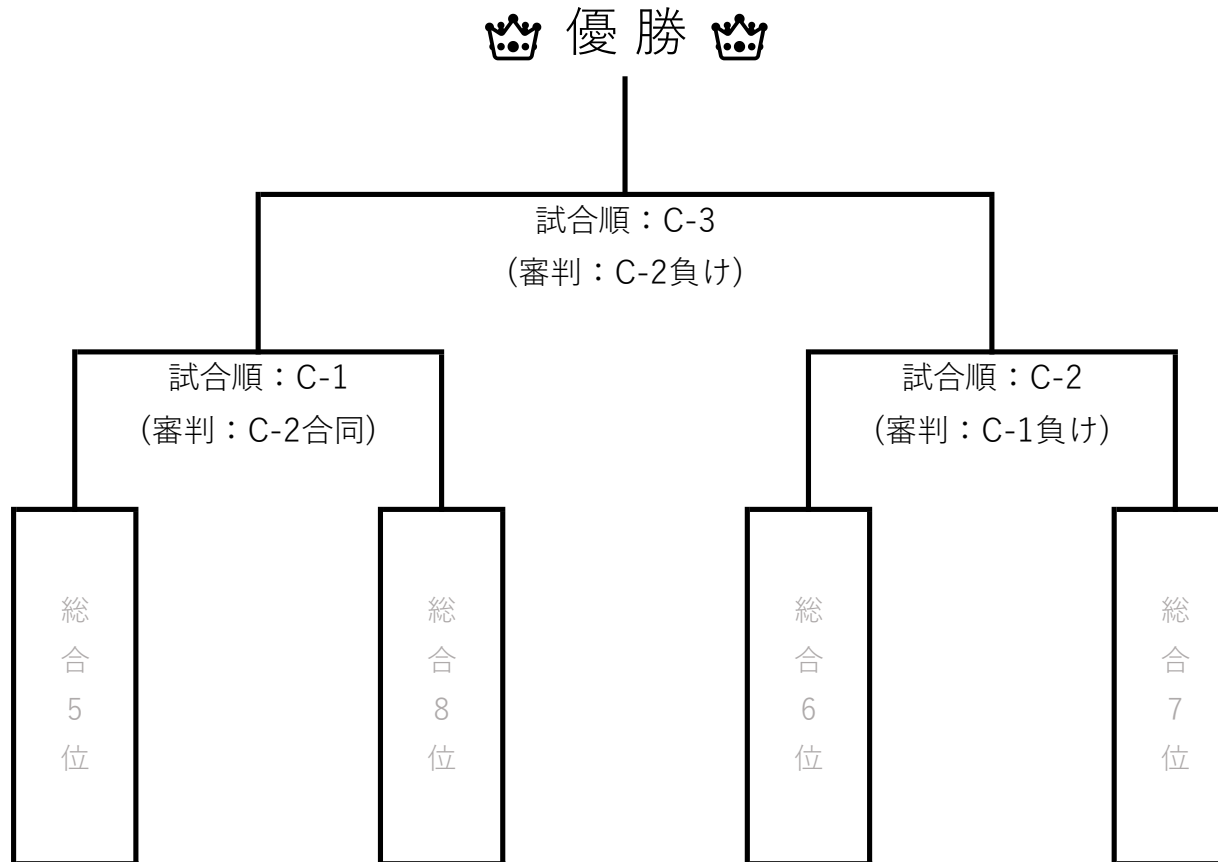 優勝
試合順：C-3
（審判：C-2負け）
試合順：C-1
（審判：C-2合同）
試合順：C-2
（審判：C-1負け）
総合5位
総合8位
総合6位
総合7位